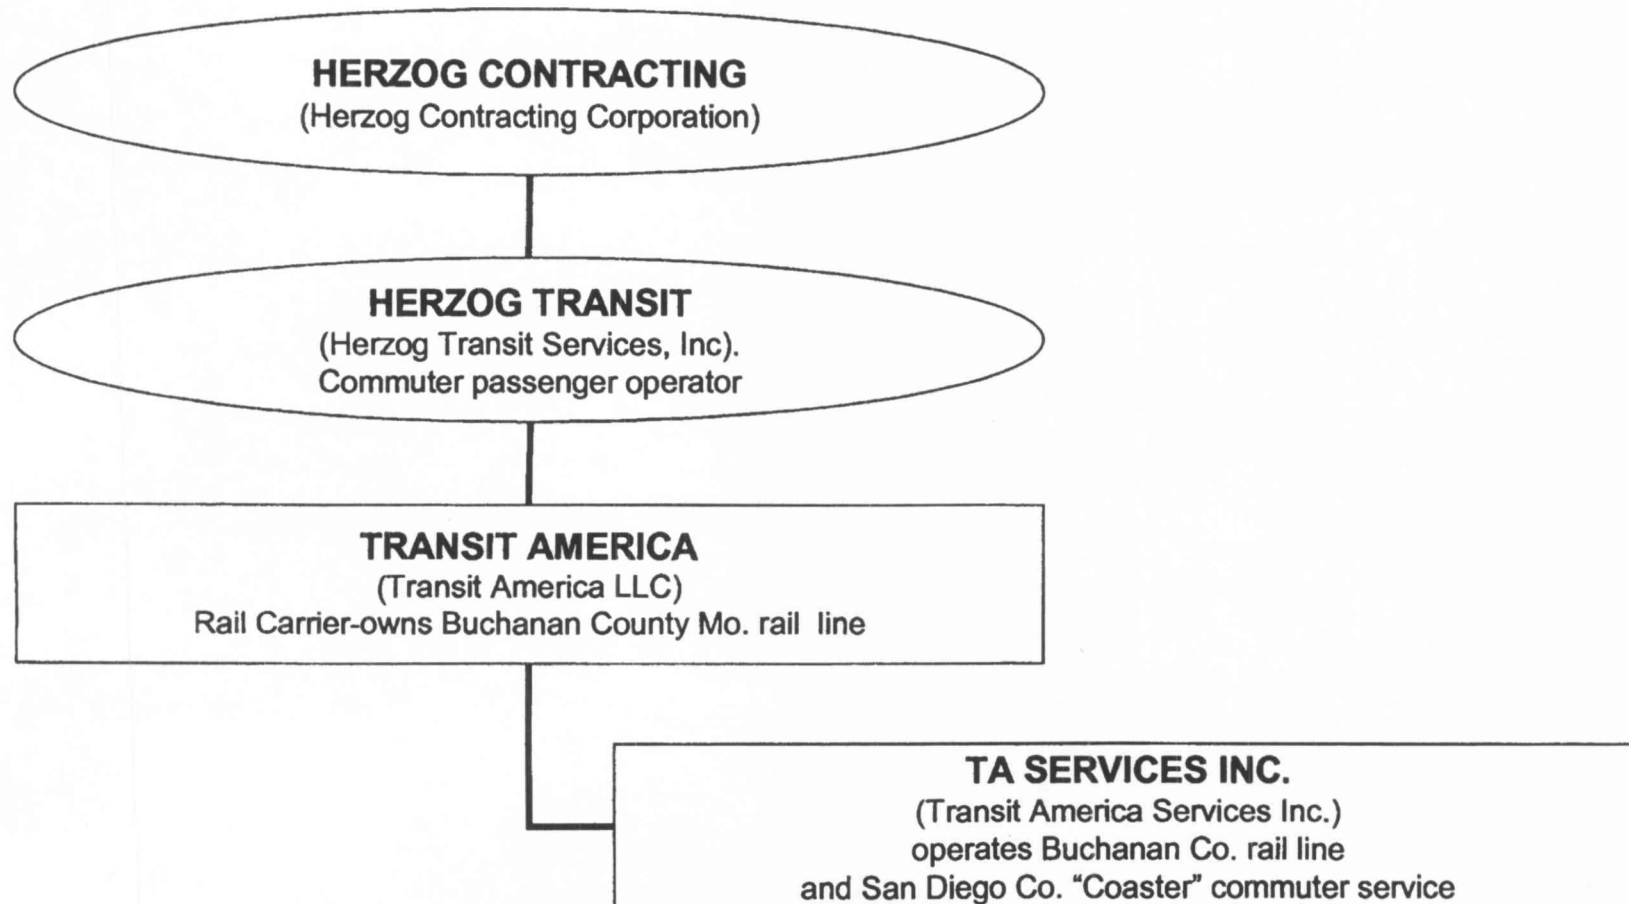 HERZOG CONTRACTING
(Herzog Contracting Corporation)
HERZOG TRANSIT
(Herzog Transit Services, Inc).
Commuter passenger operator
TRANSIT AMERICA
(Transit America LLC)
Rail Carrier-owns Buchanan County Mo. rail line
TA SERVICES INC.
(Transit America Services Inc.)
operates Buchanan Co. rail line
and San Diego Co. “Coaster” commuter service